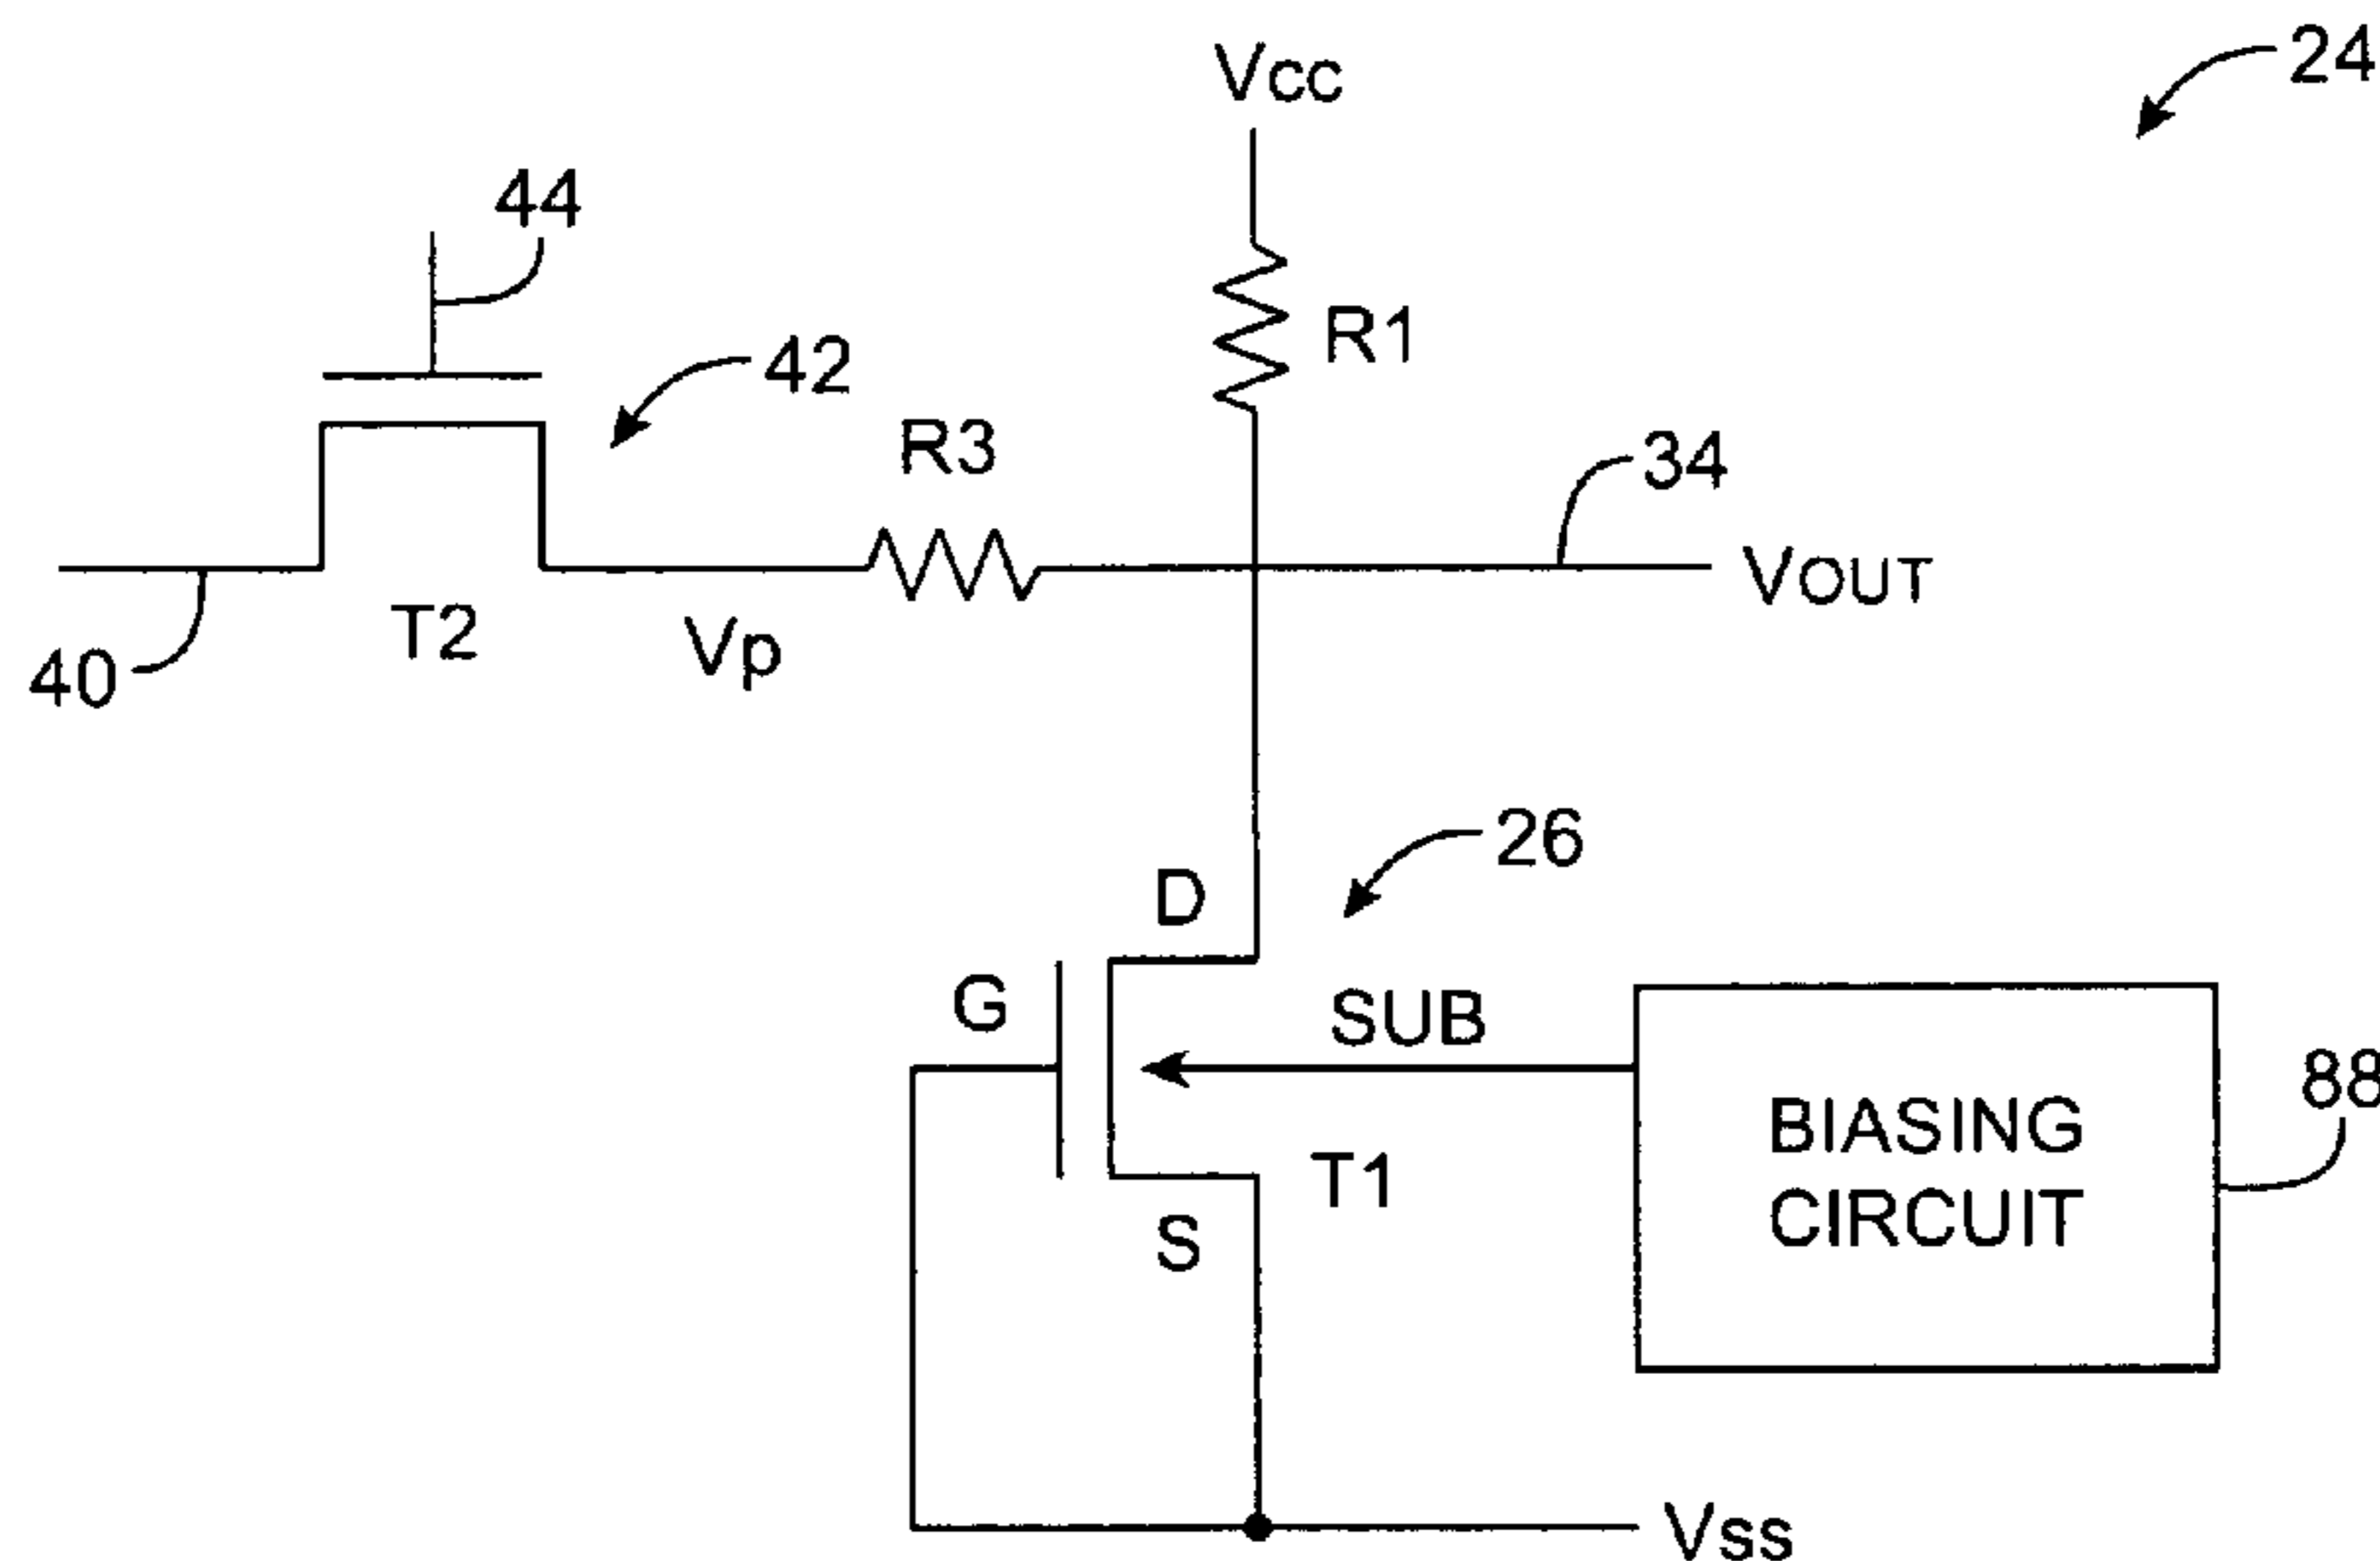 24
Vcc
44
R1
42
R3
34
VOUT
T2
Vp
40
26
D
G
SUB
88
BIASING
CIRCUIT
T1
S
Vss